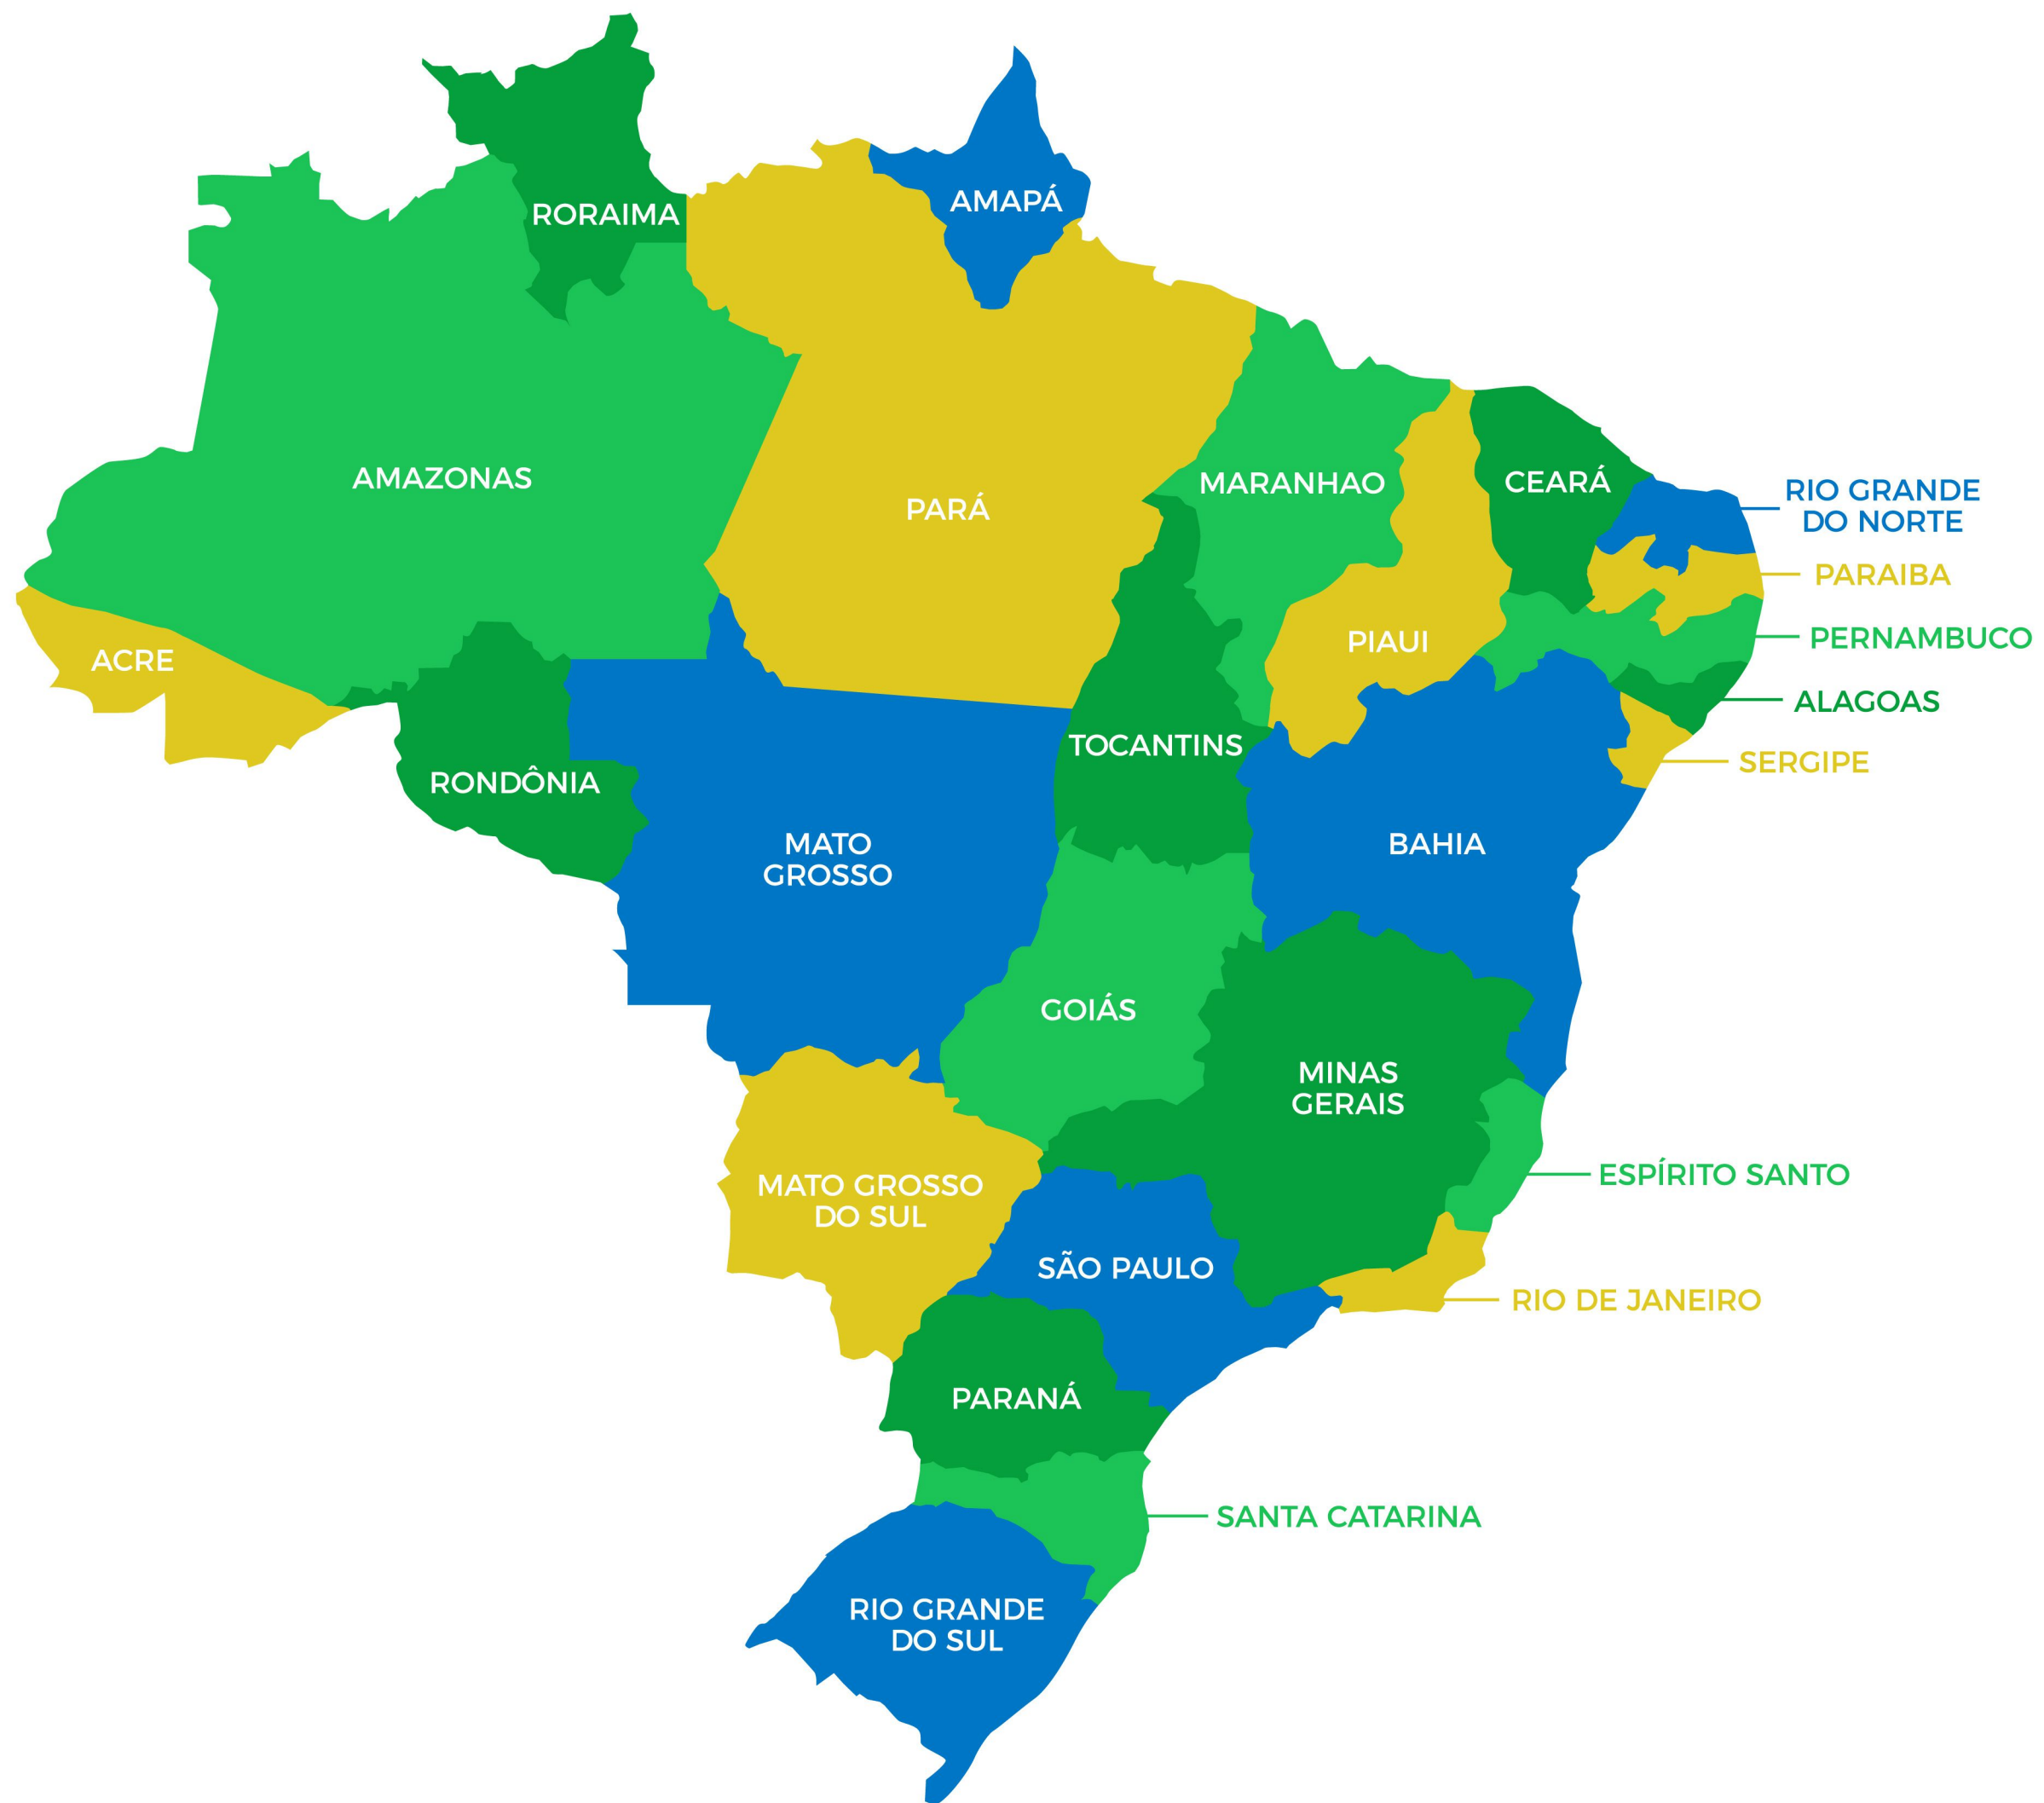 RORAIMA
AMAPÁ
AMAZONAS
PARÁ
MARANHAO
CEARÁ
RIO GRANDE
DO NORTE
PARAIBA
PIAUI
PERNAMBUCO
ACRE
ALAGOAS
TOCANTINS
SERGIPE
RONDÔNIA
MATO
GROSSO
BAHIA
GOIÁS
MINAS
GERAIS
ESPÍRITO SANTO
MATO GROSSO
DO SUL
SÃO PAULO
RIO DE JANEIRO
PARANÁ
SANTA CATARINA
RIO GRANDE
DO SUL